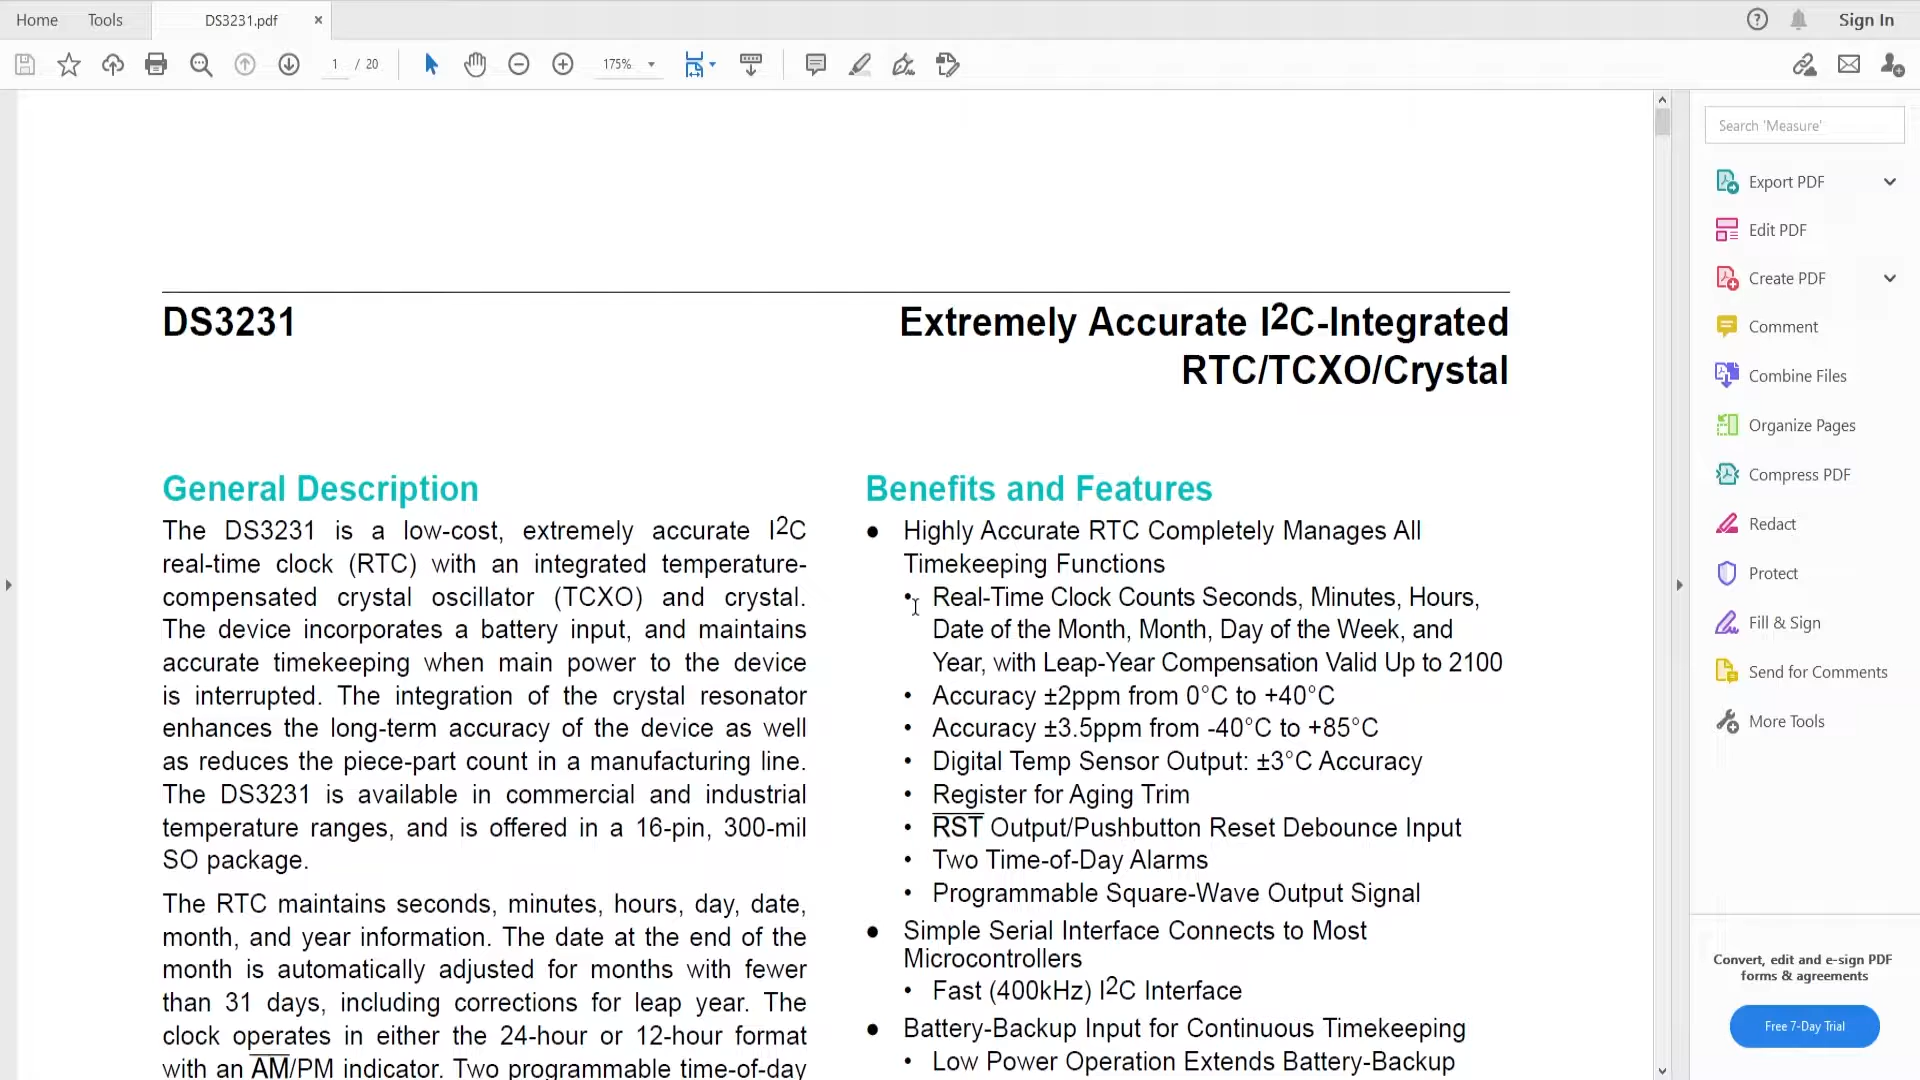 Home Tools DS3231.pdf × Sign In
1 / 20 175%
DS3231
Extremely Accurate I2C-Integrated
RTC/TCXO/Crystal
General Description
The DS3231 is a low-cost, extremely accurate I2C
real-time clock (RTC) with an integrated temperature-
compensated crystal oscillator (TCXO) and crystal.
The device incorporates a battery input, and maintains
accurate timekeeping when main power to the device
is interrupted. The integration of the crystal resonator
enhances the long-term accuracy of the device as well
as reduces the piece-part count in a manufacturing line.
The DS3231 is available in commercial and industrial
temperature ranges, and is offered in a 16-pin, 300-mil
SO package.
The RTC maintains seconds, minutes, hours, day, date,
month, and year information. The date at the end of the
month is automatically adjusted for months with fewer
than 31 days, including corrections for leap year. The
clock operates in either the 24-hour or 12-hour format
with an AM/PM indicator. Two programmable time-of-day
Benefits and Features
● Highly Accurate RTC Completely Manages All
Timekeeping Functions
• Real-Time Clock Counts Seconds, Minutes, Hours,
Date of the Month, Month, Day of the Week, and
Year, with Leap-Year Compensation Valid Up to 2100
• Accuracy ±2ppm from 0°C to +40°C
• Accuracy ±3.5ppm from -40°C to +85°C
• Digital Temp Sensor Output: ±3°C Accuracy
• Register for Aging Trim
• RST Output/Pushbutton Reset Debounce Input
• Two Time-of-Day Alarms
• Programmable Square-Wave Output Signal
● Simple Serial Interface Connects to Most
Microcontrollers
• Fast (400kHz) I2C Interface
● Battery-Backup Input for Continuous Timekeeping
• Low Power Operation Extends Battery-Backup
Search 'Measure'
Export PDF
Edit PDF
Create PDF
Comment
Combine Files
Organize Pages
Compress PDF
Redact
Protect
Fill & Sign
Send for Comments
More Tools
Convert, edit and e-sign PDF
forms & agreements
Free 7-Day Trial